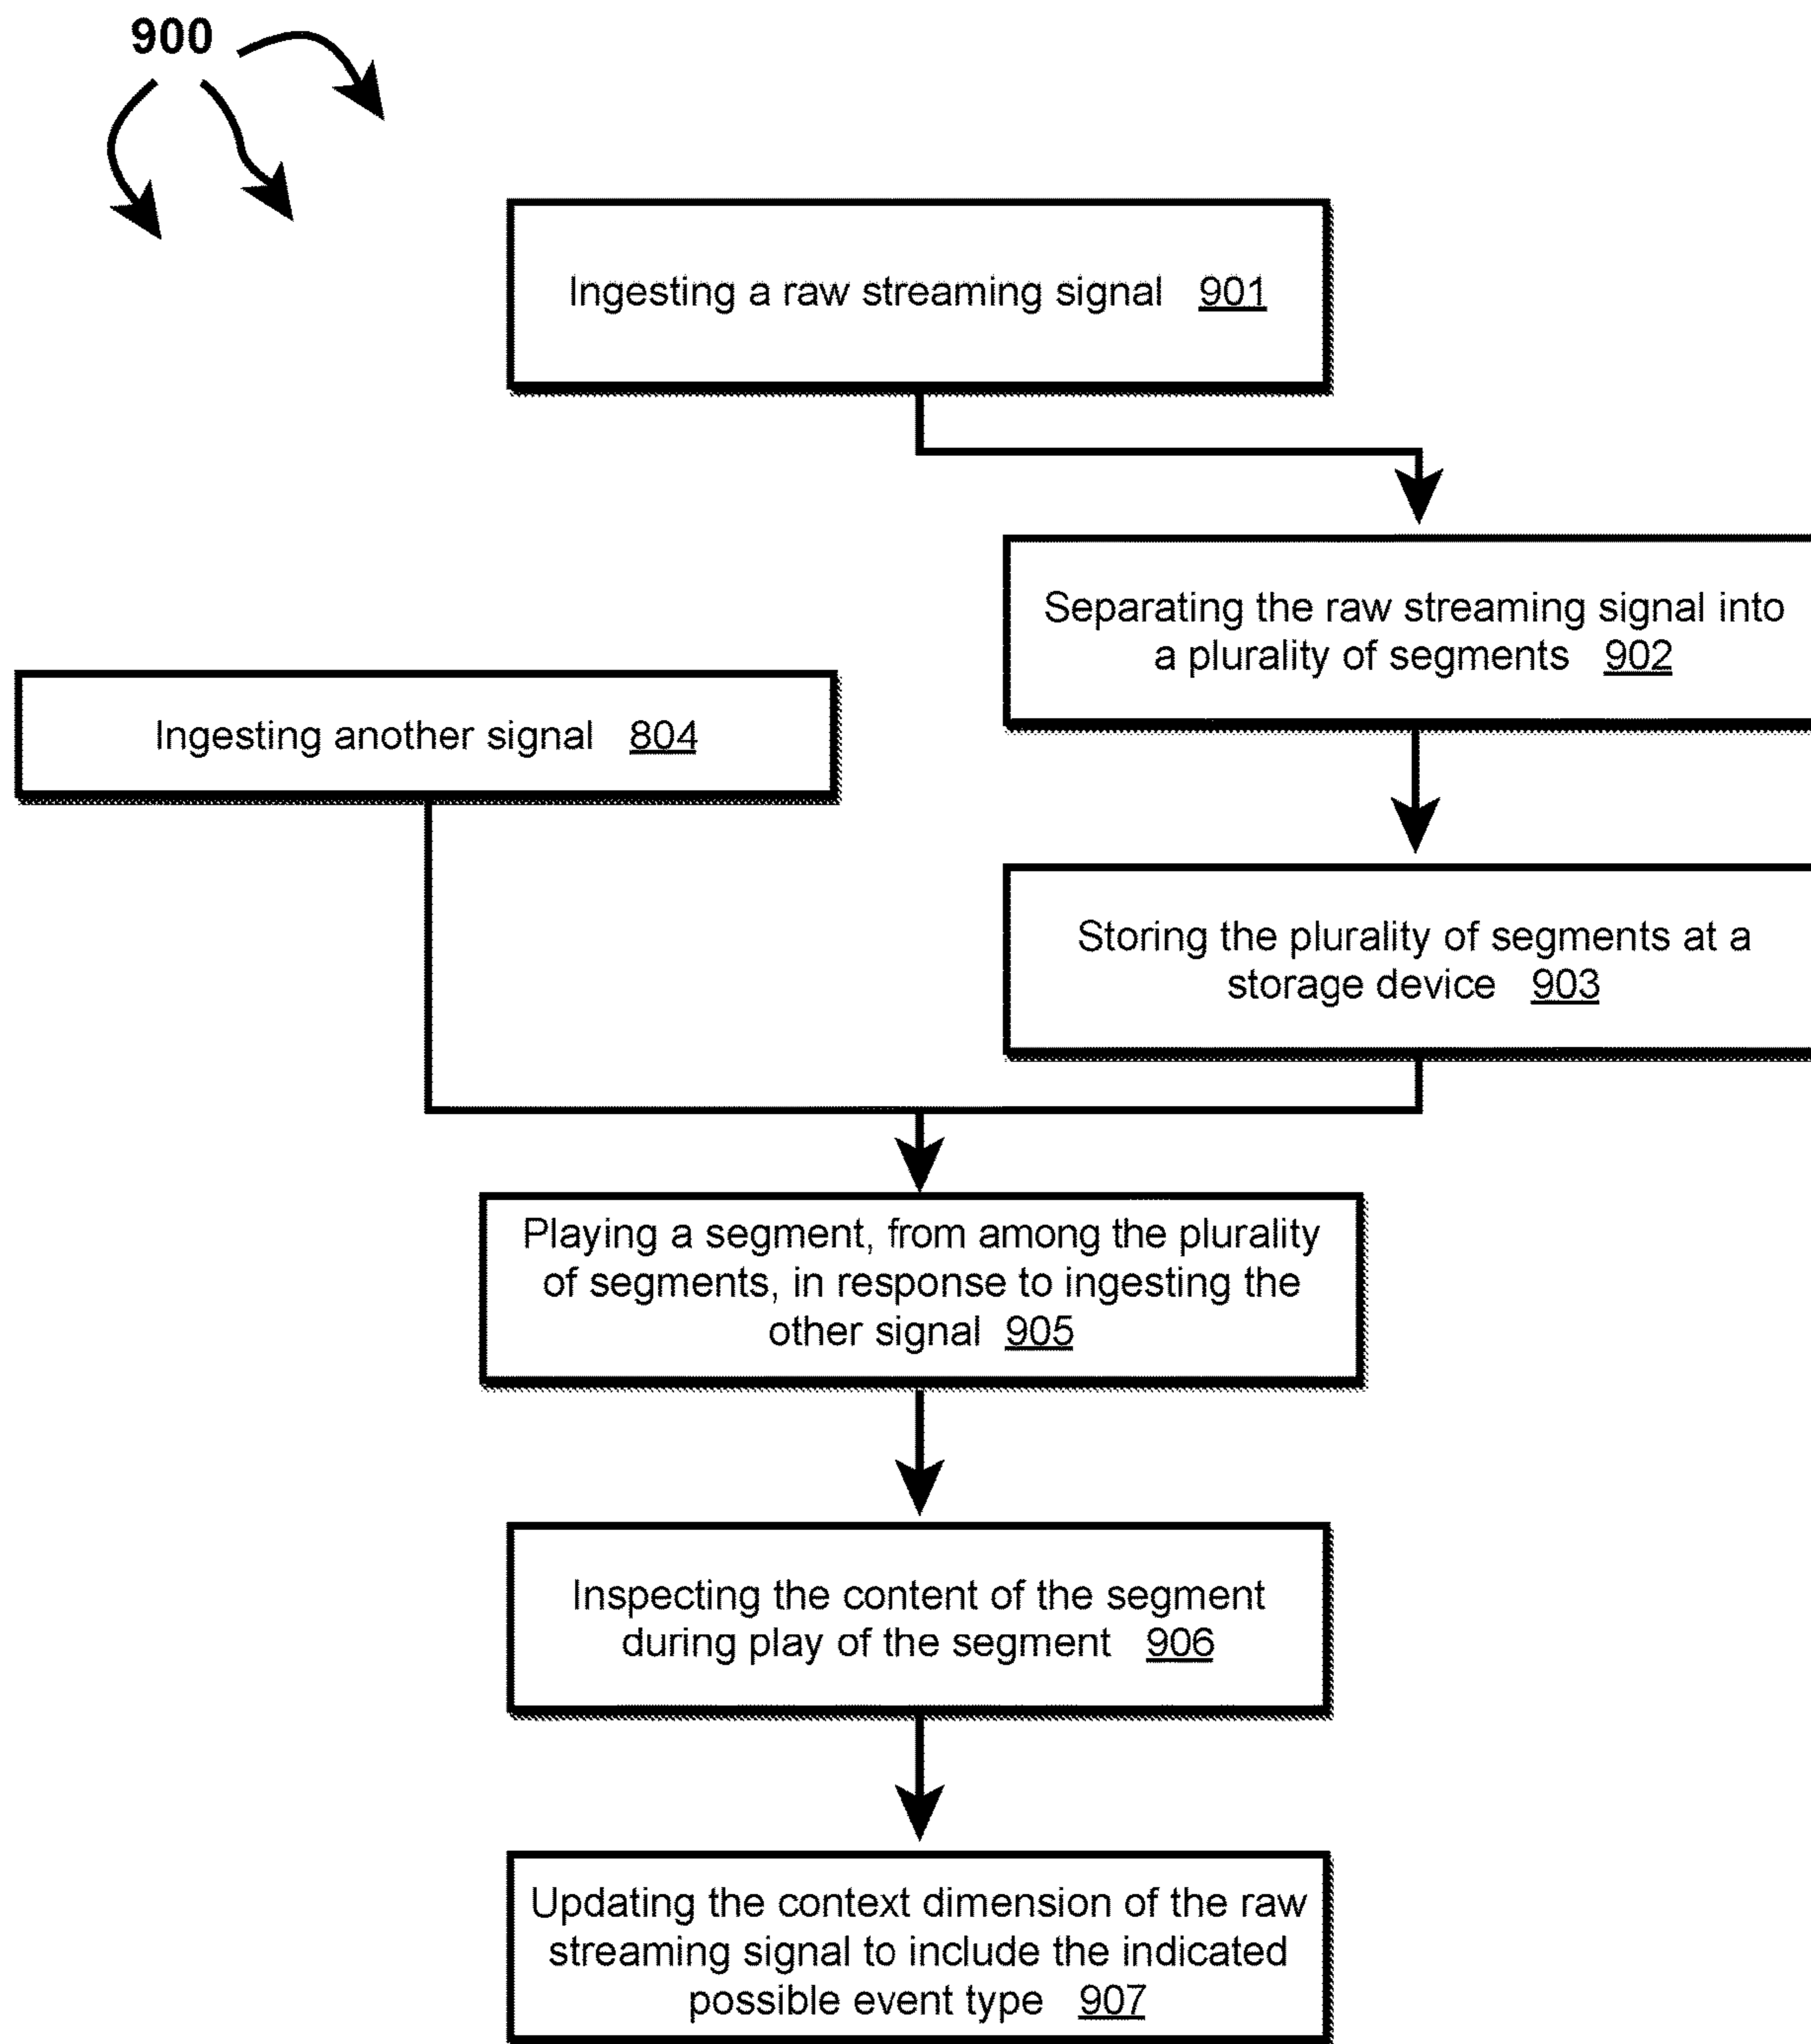 900
Ingesting a raw streaming signal 901
Separating the raw streaming signal into
a plurality of segments 902
Ingesting another signal 804
Storing the plurality of segments at a
storage device 903
Playing a segment, from among the plurality
of segments, in response to ingesting the
other signal 905
Inspecting the content of the segment
during play of the segment 906
Updating the context dimension of the raw
streaming signal to include the indicated
possible event type 907